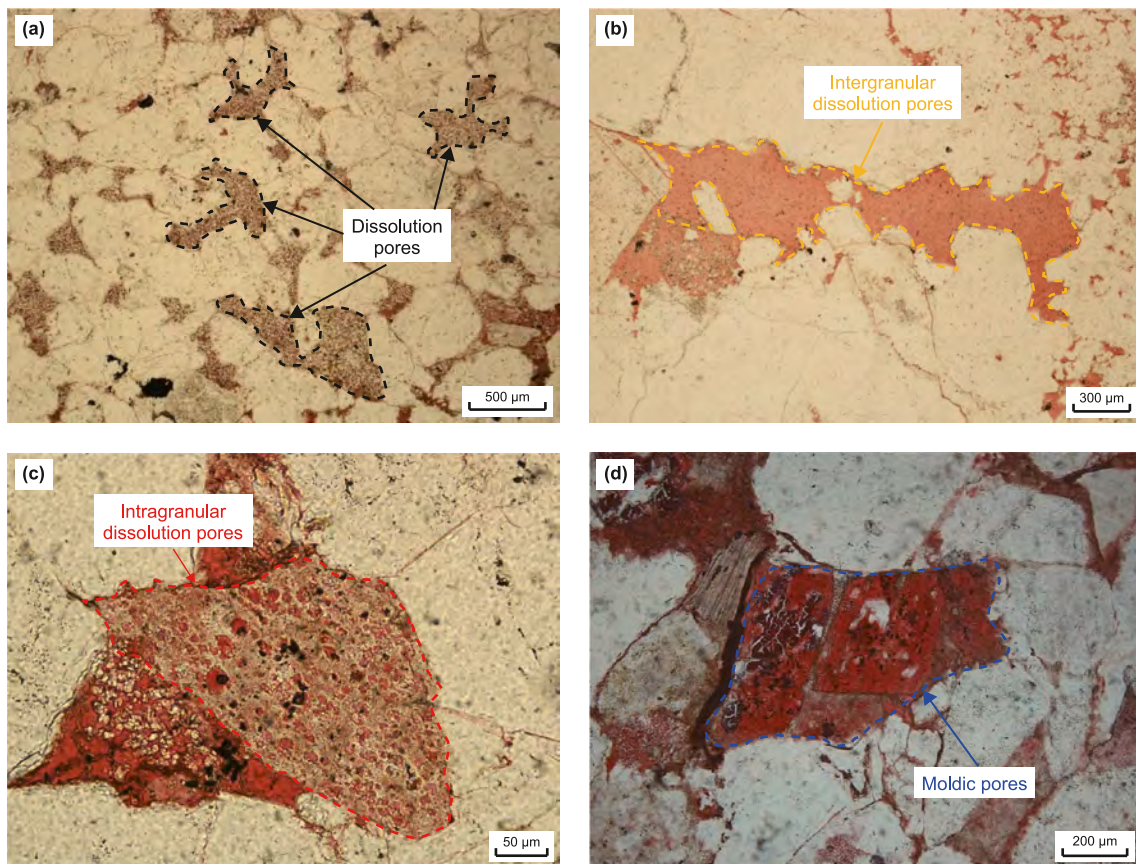 (a)
Dissolution
pores
500 μm
(b)
Intergranular
dissolution pores
300 μm
(c)
Intragranular
dissolution pores
50 μm
(d)
Moldic pores
200 μm